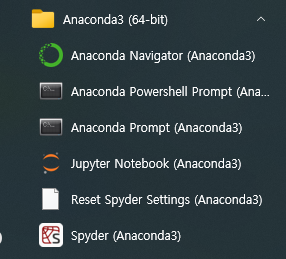 Anaconda3 (64-bit)
Anaconda Navigator (Anaconda3)
Anaconda Powershell Prompt (Ana...
Anaconda Prompt (Anaconda3)
Jupyter Notebook (Anaconda3)
Reset Spyder Settings (Anaconda3)
Spyder (Anaconda3)